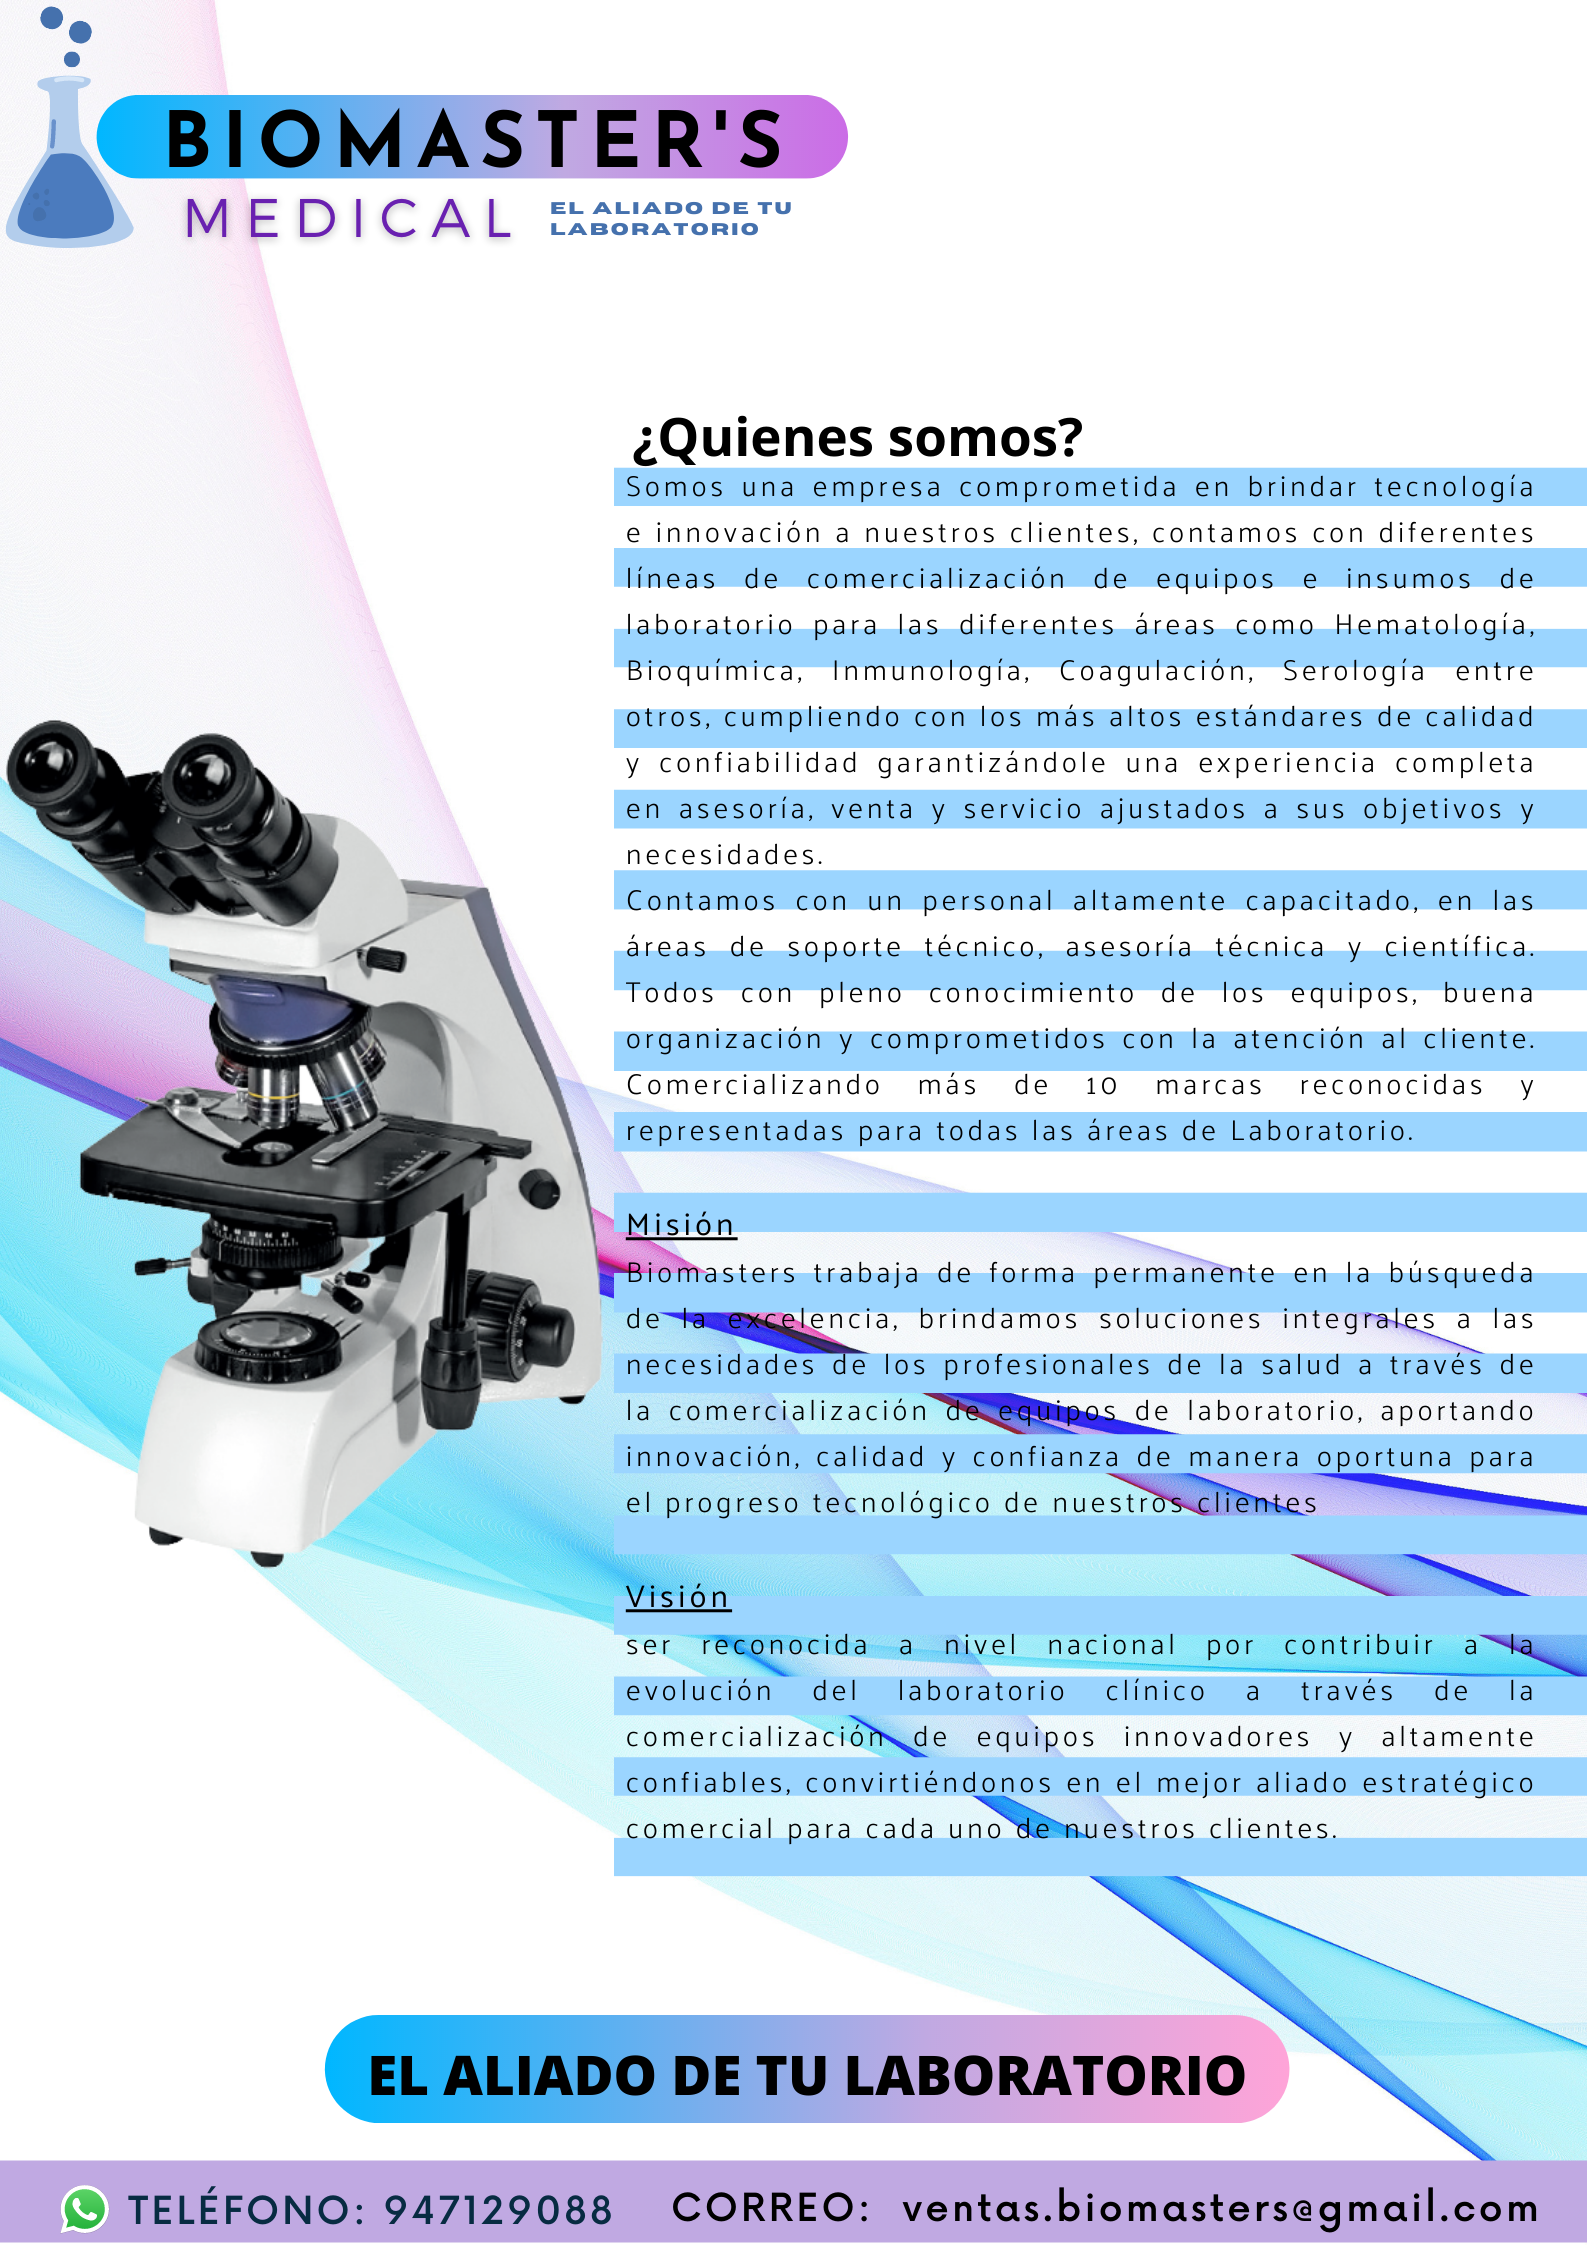 BIOMASTER'S
MEDICAL
EL ALIADO DE TU
LABORATORIO
¿Quienes somos?
Somos una empresa comprometida en brindar tecnología
e innovación a nuestros clientes, contamos con diferentes
líneas de comercialización de equipos e insumos de
laboratorio para las diferentes áreas como Hematología,
Bioquímica, Inmunología, Coagulación, Serología entre
otros, cumpliendo con los más altos estándares de calidad
y confiabilidad garantizándole una experiencia completa
en asesoría, venta y servicio ajustados a sus objetivos y
necesidades.
Contamos con un personal altamente capacitado, en las
áreas de soporte técnico, asesoría técnica y científica.
Todos con pleno conocimiento de los equipos, buena
organización y comprometidos con la atención al cliente.
Comercializando más de 10 marcas reconocidas y
representadas para todas las áreas de Laboratorio.
Misión
Biomasters trabaja de forma permanente en la búsqueda
de la excelencia, brindamos soluciones integrales a las
necesidades de los profesionales de la salud a través de
la comercialización de equipos de laboratorio, aportando
innovación, calidad y confianza de manera oportuna para
el progreso tecnológico de nuestros clientes
Visión
ser reconocida a nivel nacional por contribuir a la
evolución del laboratorio clínico a través de la
comercialización de equipos innovadores y altamente
confiables, convirtiéndonos en el mejor aliado estratégico
comercial para cada uno de nuestros clientes.
EL ALIADO DE TU LABORATORIO
TELÉFONO: 947129088
CORREO: ventas.biomasters@gmail.com